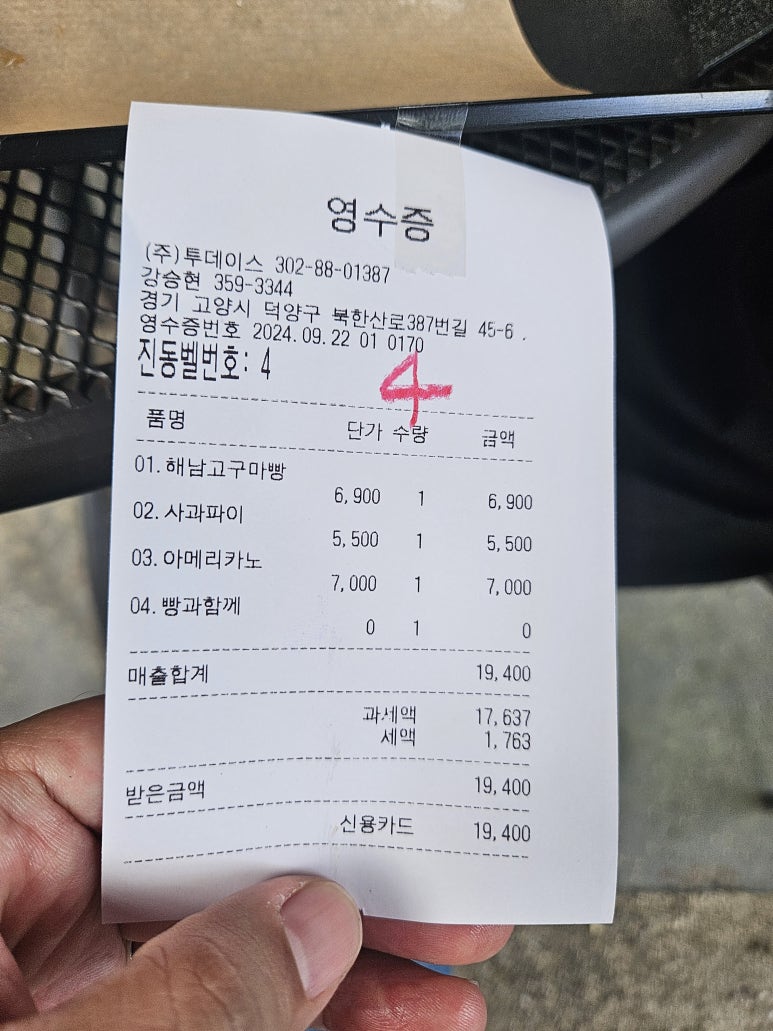 영수증
(주)투데이스 302-88-01387
강승현 359-3344
경기 고양시 덕양구 북한산로387번길 45-6 .
영수증번호 2024.09.22 01 0170
진동벨번호: 4
4
품명 단가 수량 금액
01. 해남고구마빵
6,900 1 6,900
02. 사과파이
5,500 1 5,500
03. 아메리카노
7,000 1 7,000
04. 빵과함께
0 1 0
매출합계 19,400
과세액 17,637
세액 1,763
받은금액 19,400
신용카드 19,400